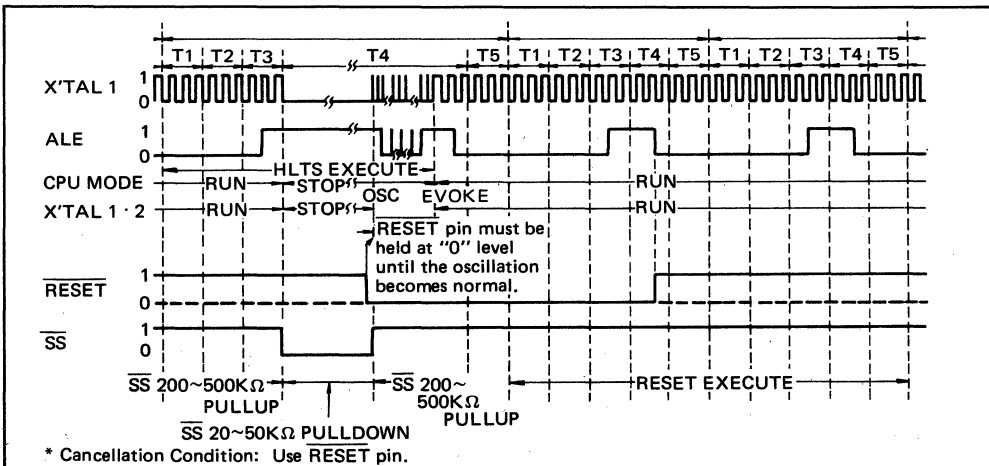 T1 T2 T3 T4 T5 T1 T2 T3 T4 T5 T1 T2 T3 T4 T5
X'TAL 1 1
0
ALE 1
0
HLTS EXECUTE
CPU MODE RUN STOP RUN
OSC EVOKE
X'TAL 1·2 RUN STOP RUN
RESET pin must be
held at "0" level
until the oscillation
becomes normal.
RESET 1
0
SS 1
0
SS 200~500KΩ
PULLUP
SS 200~
500KΩ
PULLUP
RESET EXECUTE
SS 20~50KΩ PULLDOWN
* Cancellation Condition: Use RESET pin.